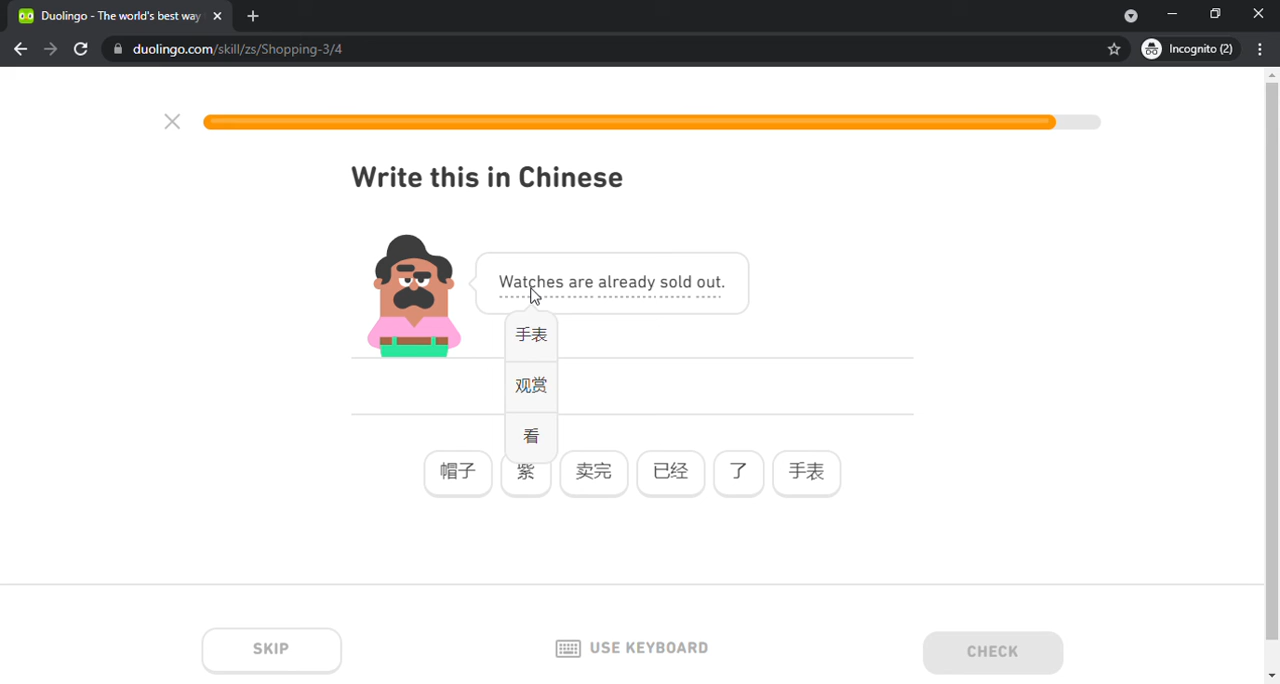 Duolingo - The world's best way
duolingo.com/skill/zs/Shopping-3/4
Incognito (2)
Write this in Chinese
Watches are already sold out.
手表
观赏
看
帽子 紫 卖完 已经 了 手表
SKIP
USE KEYBOARD
CHECK